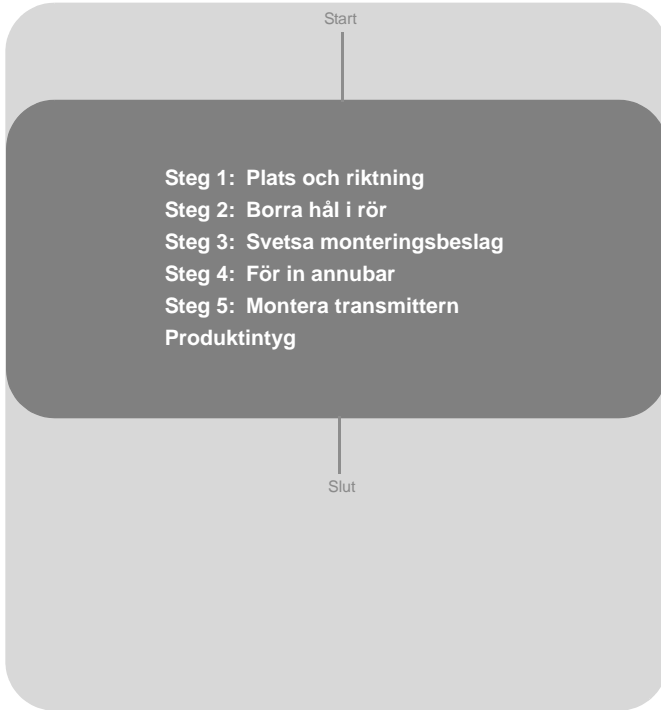 Start
Steg 1: Plats och riktning
Steg 2: Borra hål i rör
Steg 3: Svetsa monteringsbeslag
Steg 4: För in annubar
Steg 5: Montera transmittern
Produktintyg
Slut